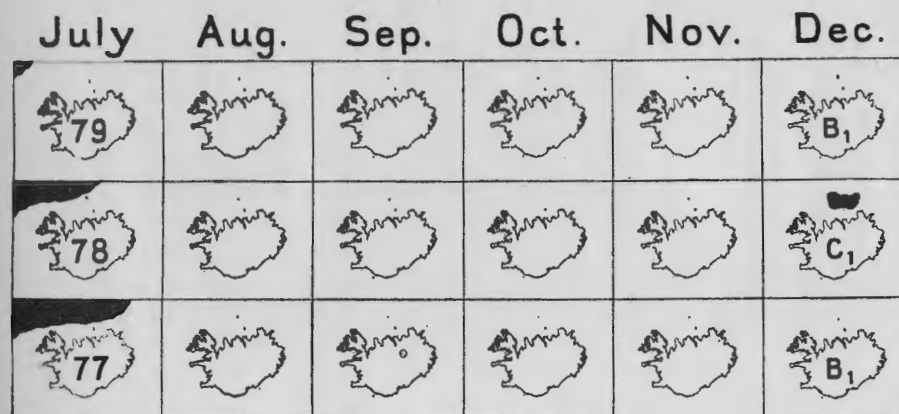 July Aug. Sep. Oct. Nov. Dec.
79 B₁
78 C₁
77 B₁